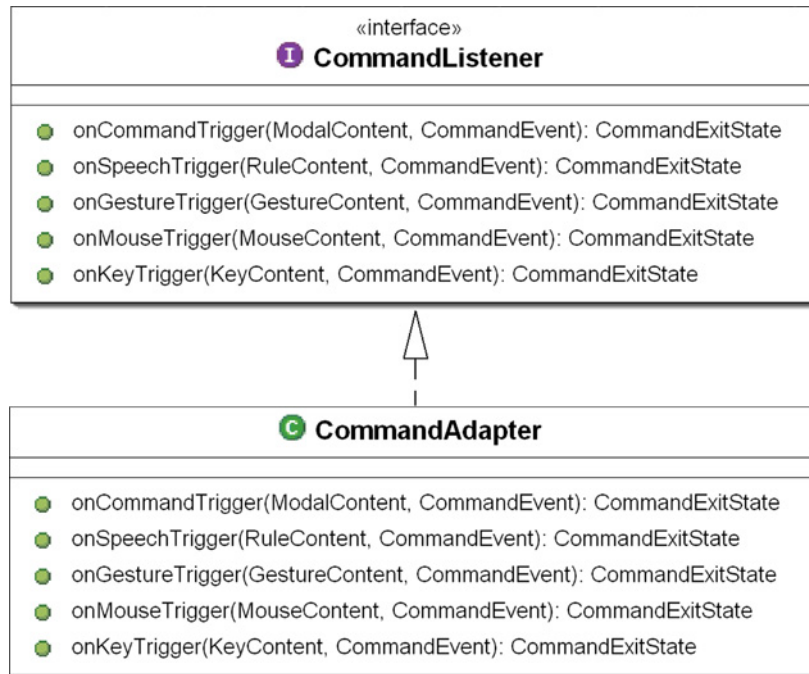 «interface»
I CommandListener
onCommandTrigger(ModalContent, CommandEvent): CommandExitState
onSpeechTrigger(RuleContent, CommandEvent): CommandExitState
onGestureTrigger(GestureContent, CommandEvent): CommandExitState
onMouseTrigger(MouseContent, CommandEvent): CommandExitState
onKeyTrigger(KeyContent, CommandEvent): CommandExitState
C CommandAdapter
onCommandTrigger(ModalContent, CommandEvent): CommandExitState
onSpeechTrigger(RuleContent, CommandEvent): CommandExitState
onGestureTrigger(GestureContent, CommandEvent): CommandExitState
onMouseTrigger(MouseContent, CommandEvent): CommandExitState
onKeyTrigger(KeyContent, CommandEvent): CommandExitState